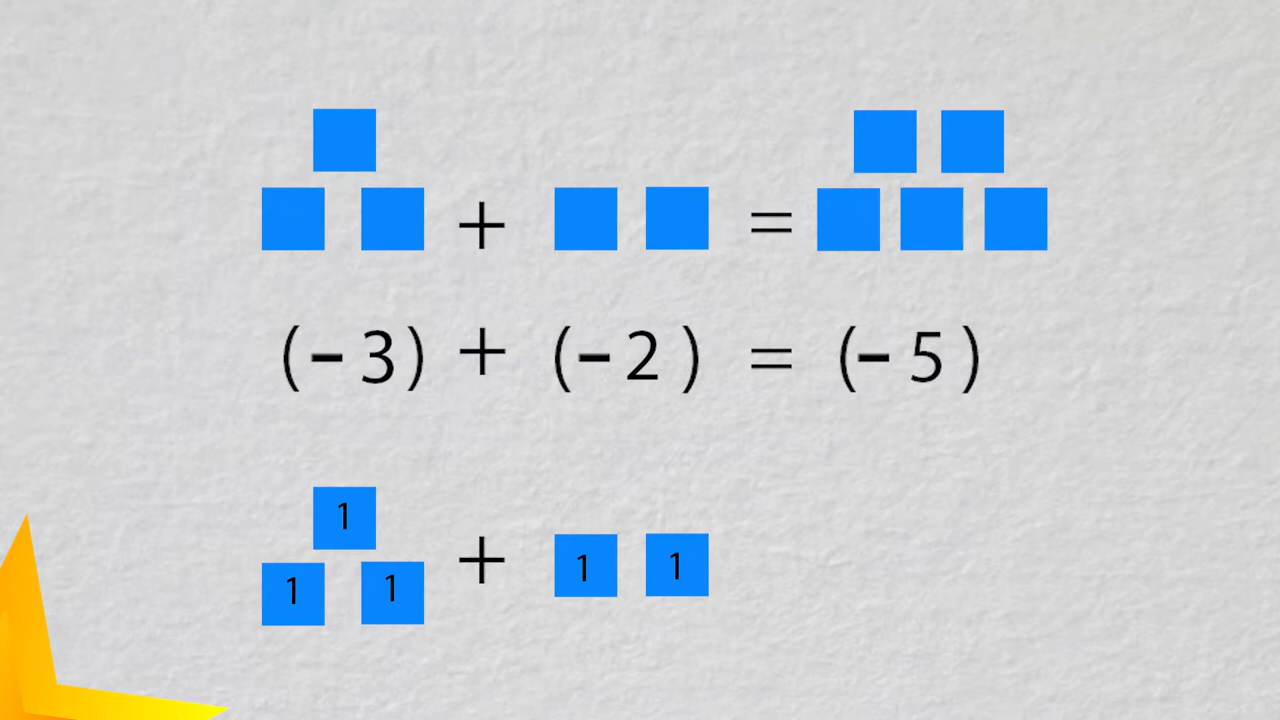 + =
(-3) + (-2) = (-5)
1
1 1 + 1 1